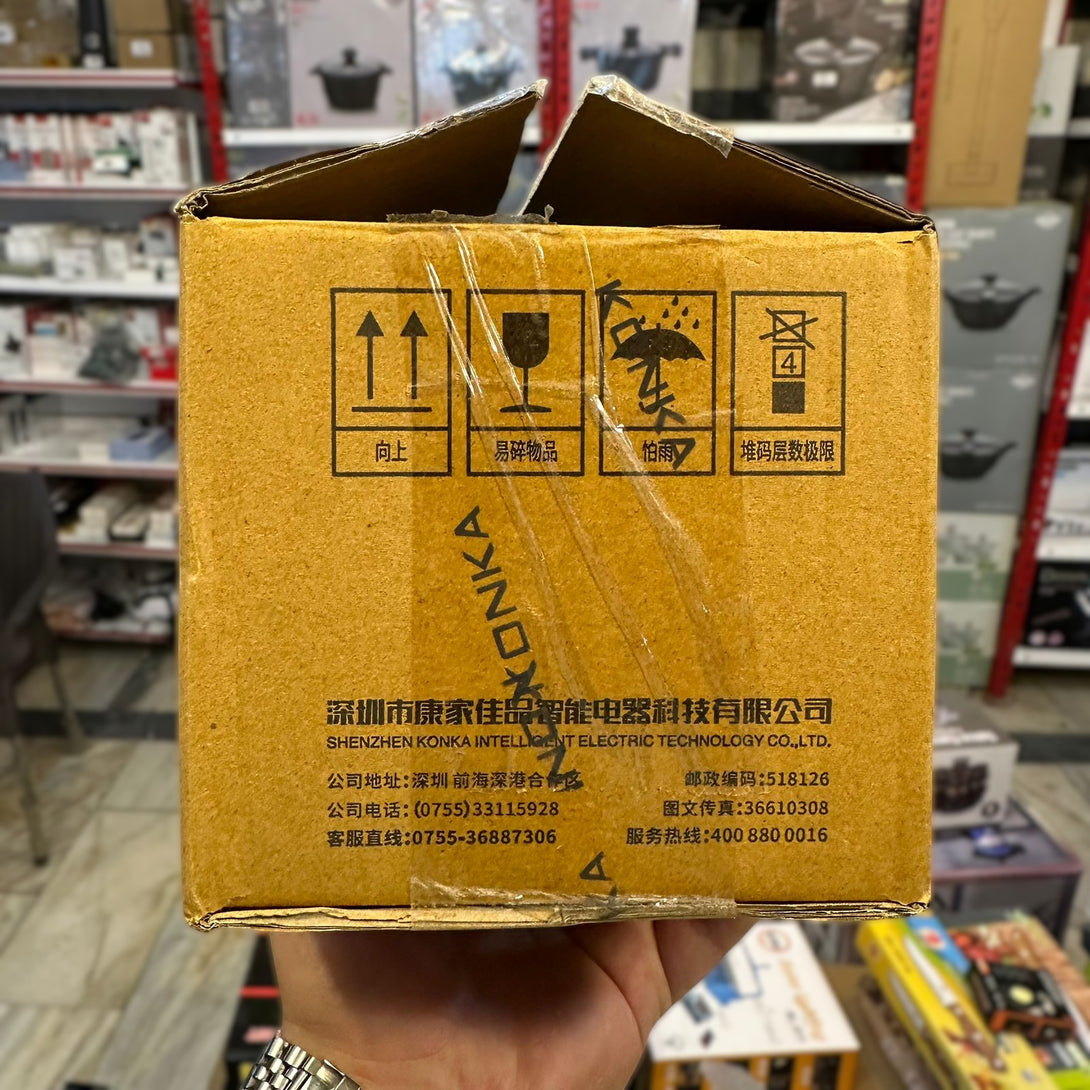 向上
易碎物品
怕雨
4
堆码层数极限
KONKA
KONKA
深圳市康家佳品智能电器科技有限公司
SHENZHEN KONKA INTELLIGENT ELECTRIC TECHNOLOGY CO.,LTD.
公司地址:深圳前海深港合作区 邮政编码:518126
公司电话:(0755)33115928 图文传真:36610308
客服直线:0755-36887306 服务热线:400 880 0016
A